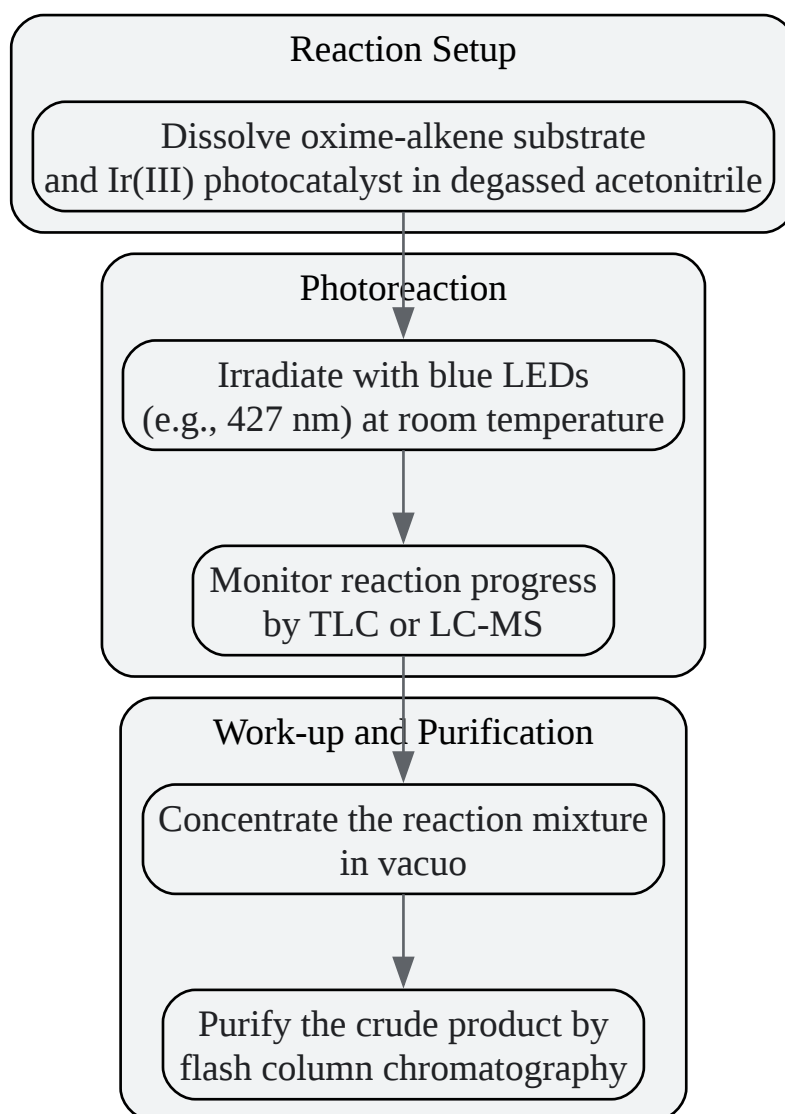 Reaction Setup
Dissolve oxime-alkene substrate
and Ir(III) photocatalyst in degassed acetonitrile
Photoreaction
Irradiate with blue LEDs
(e.g., 427 nm) at room temperature
Monitor reaction progress
by TLC or LC-MS
Work-up and Purification
Concentrate the reaction mixture
in vacuo
Purify the crude product by
flash column chromatography